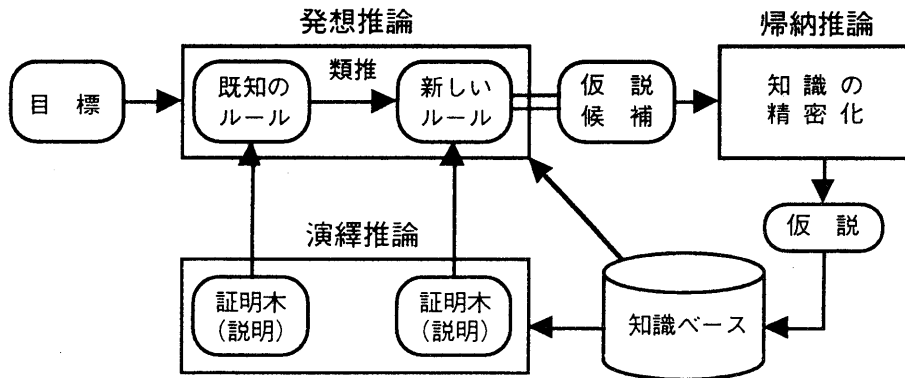 発想推論
帰納推論
目標
既知の
ルール
類推
新しい
ルール
仮説
候補
知識の
精密化
仮説
演繹推論
証明木
(説明)
証明木
(説明)
知識ベース